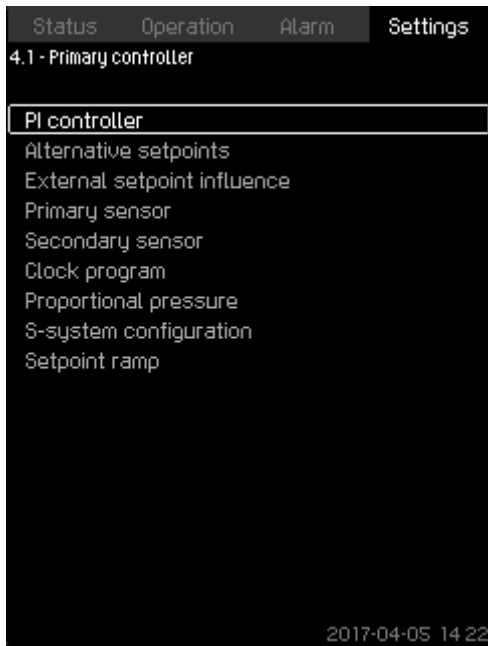 Status Operation Alarm Settings
4.1 - Primary controller
PI controller
Alternative setpoints
External setpoint influence
Primary sensor
Secondary sensor
Clock program
Proportional pressure
S-system configuration
Setpoint ramp
2017-04-05 14:22